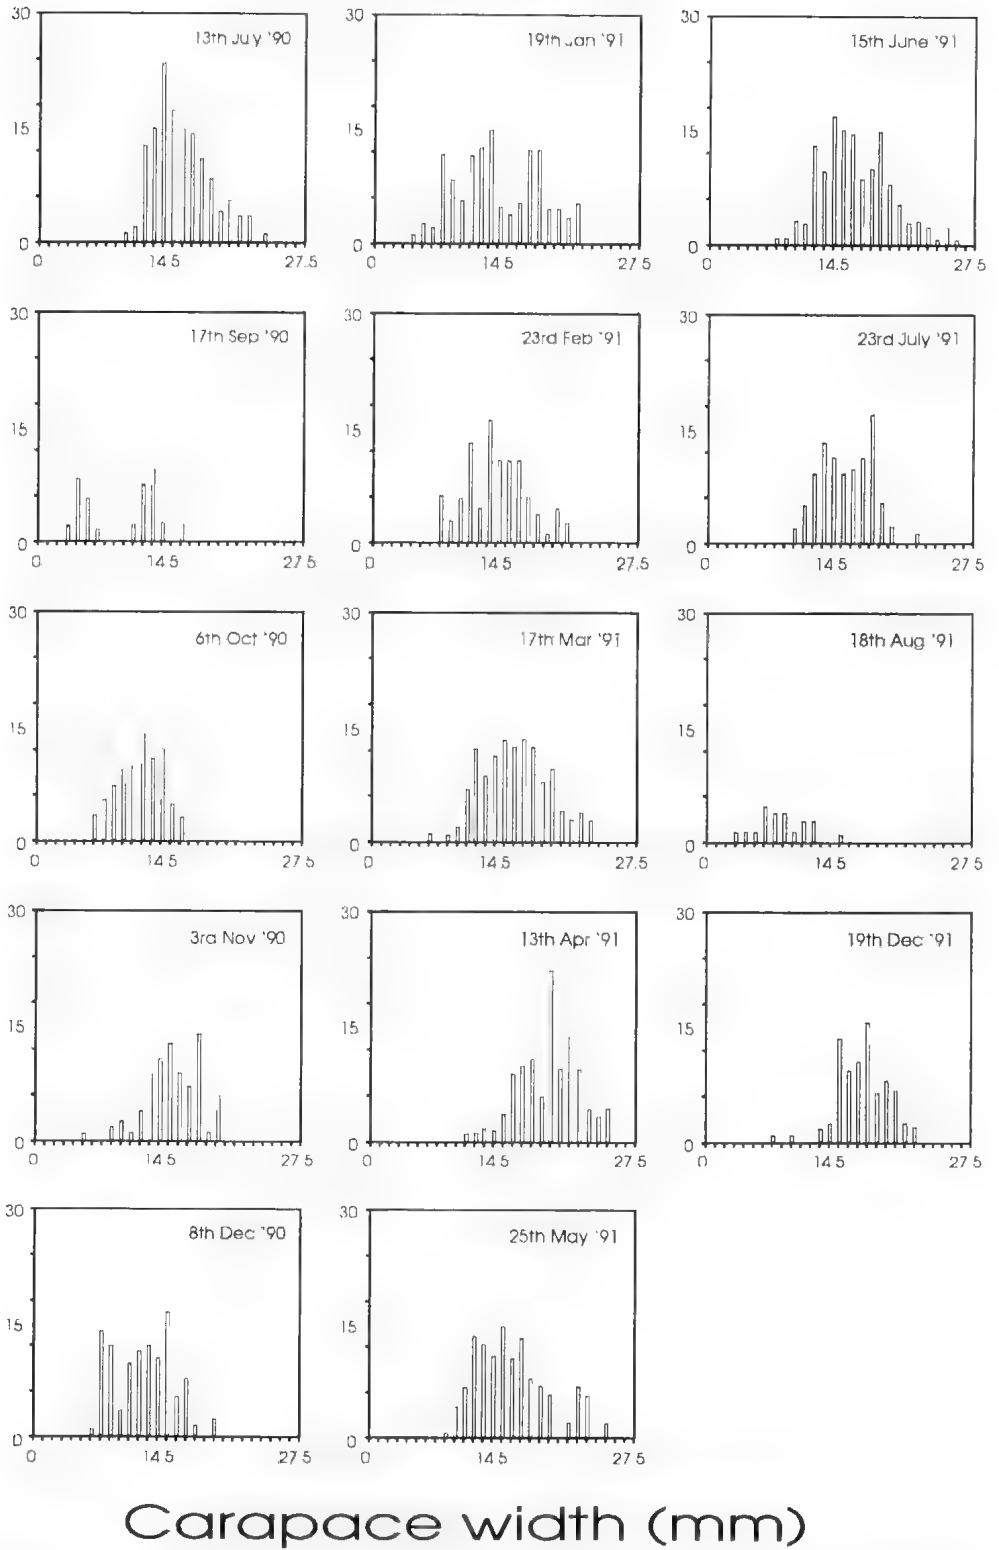 30
13th July '90
15
0
0 14.5 27.5
30
19th Jan '91
15
0
0 14.5 27.5
30
15th June '91
15
0
0 14.5 27.5
30
17th Sep '90
15
0
0 14.5 27.5
30
23rd Feb '91
15
0
0 14.5 27.5
30
23rd July '91
15
0
0 14.5 27.5
30
6th Oct '90
15
0
0 14.5 27.5
30
17th Mar '91
15
0
0 14.5 27.5
30
18th Aug '91
15
0
0 14.5 27.5
30
3rd Nov '90
15
0
0 14.5 27.5
30
13th Apr '91
15
0
0 14.5 27.5
30
19th Dec '91
15
0
0 14.5 27.5
30
8th Dec '90
15
0
0 14.5 27.5
30
25th May '91
15
0
0 14.5 27.5
Carapace width (mm)